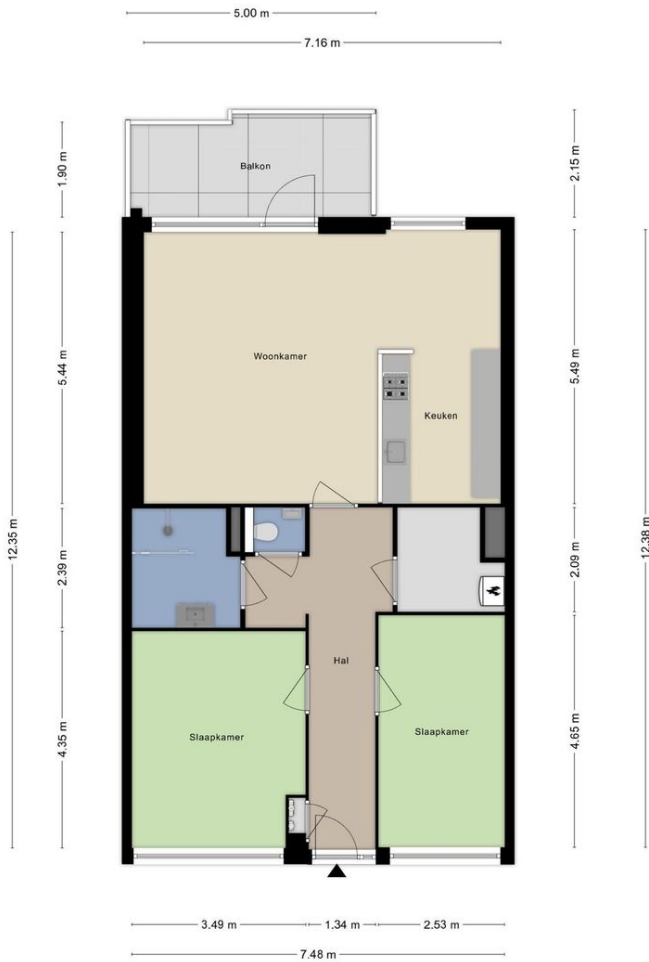 5.00 m
7.16 m
1.90 m
2.15 m
Balkon
5.44 m
5.49 m
Woonkamer
Keuken
12.35 m
12.38 m
2.39 m
2.09 m
Hal
4.35 m
4.65 m
Slaapkamer
Slaapkamer
3.49 m
1.34 m
2.53 m
7.48 m